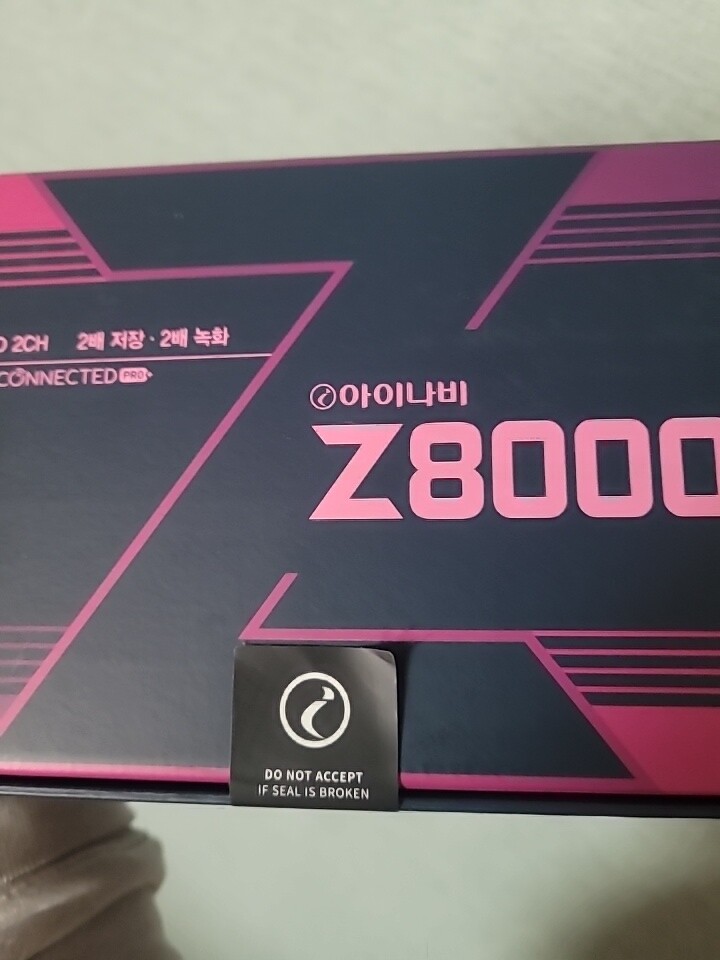 2CH 2배 저장 · 2배 녹화
CONNECTED PRO+
아이나비
Z8000
DO NOT ACCEPT
IF SEAL IS BROKEN